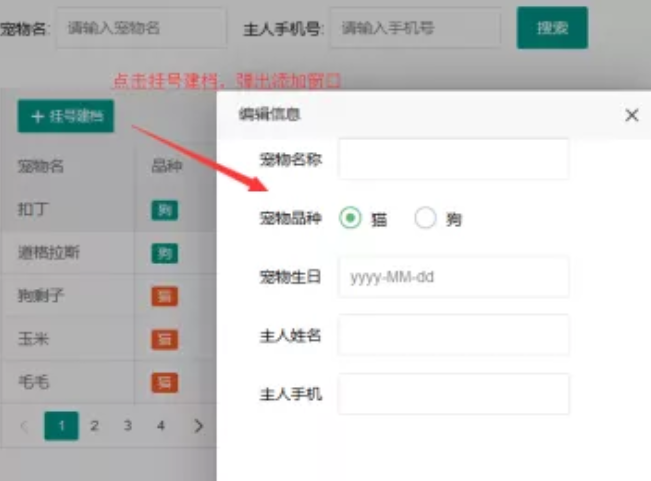 宠物名: 请输入宠物名 主人手机号: 请输入手机号 搜索
点击挂号建档，弹出添加窗口
+ 挂号建档
编辑信息
宠物名 品种
扣丁 狗
道格拉斯 狗
狗剩子 猫
玉米 猫
毛毛 猫
1 2 3 4
宠物名称
宠物品种 猫 狗
宠物生日 yyyy-MM-dd
主人姓名
主人手机